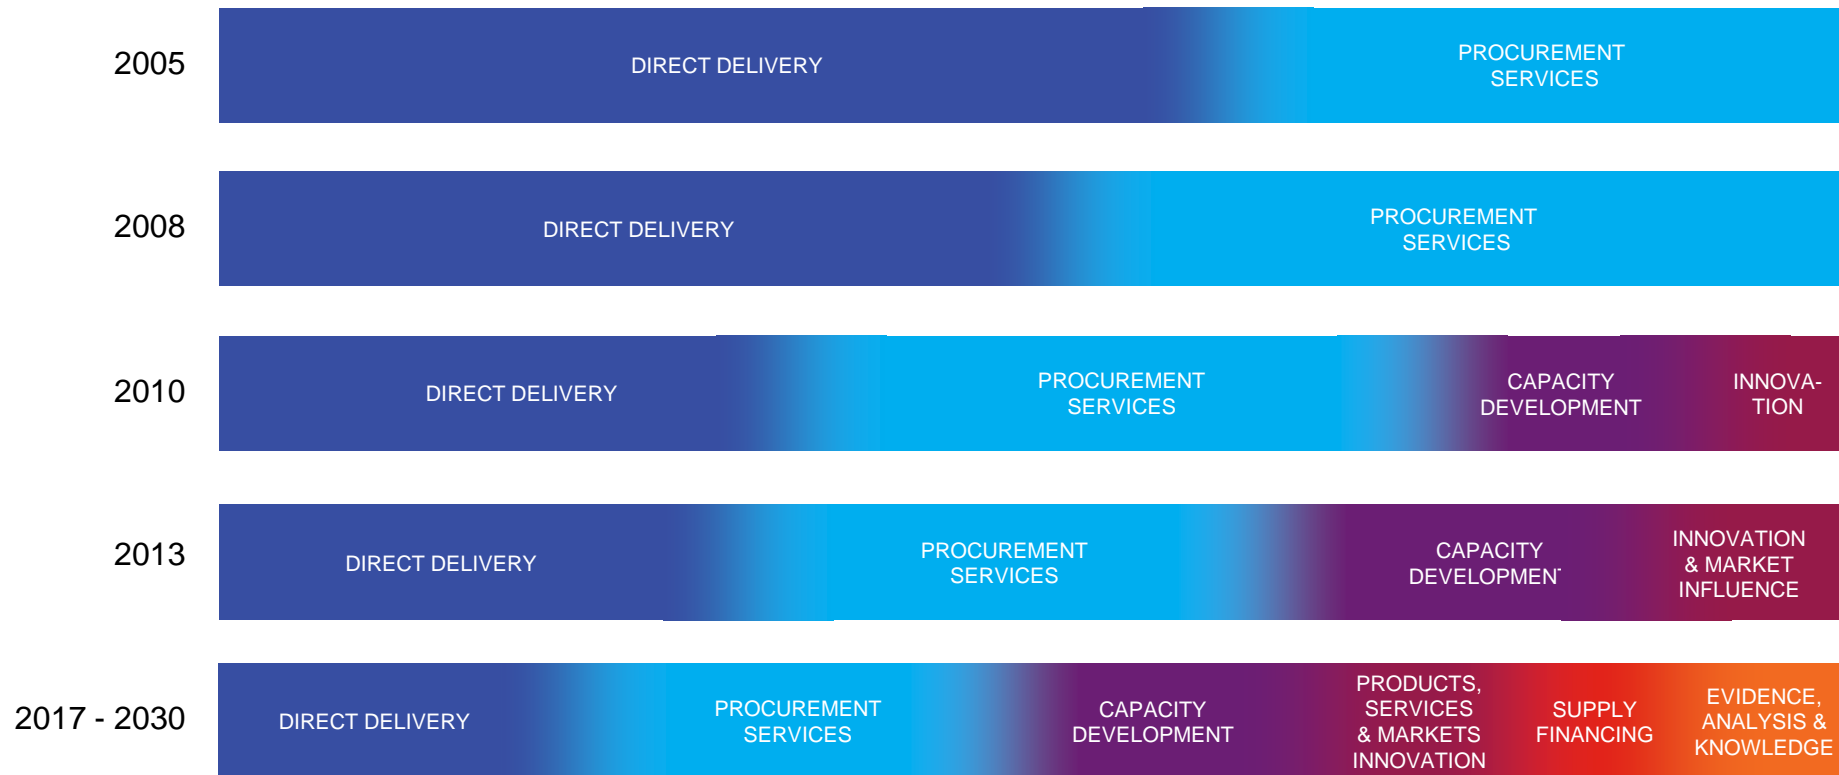 2005
DIRECT DELIVERY
PROCUREMENT
SERVICES
2008
DIRECT DELIVERY
PROCUREMENT
SERVICES
2010
DIRECT DELIVERY
PROCUREMENT
SERVICES
CAPACITY
DEVELOPMENT
INNOVA-
TION
2013
DIRECT DELIVERY
PROCUREMENT
SERVICES
CAPACITY
DEVELOPMENT
INNOVATION
& MARKET
INFLUENCE
2017 - 2030
DIRECT DELIVERY
PROCUREMENT
SERVICES
CAPACITY
DEVELOPMENT
PRODUCTS,
SERVICES
& MARKETS
INNOVATION
SUPPLY
FINANCING
EVIDENCE,
ANALYSIS &
KNOWLEDGE